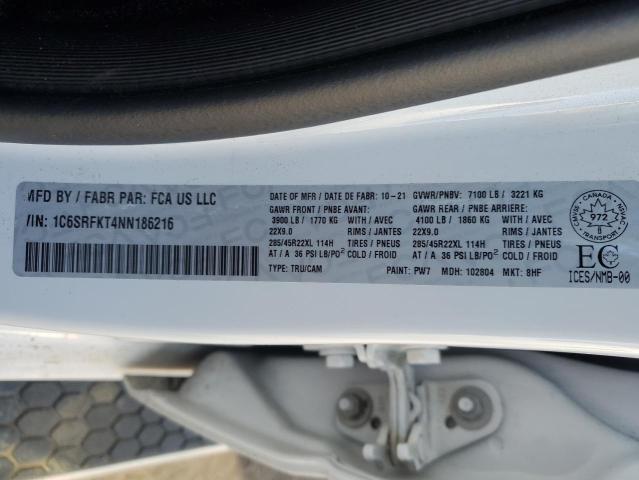 MFD BY / FABR PAR: FCA US LLC
VIN: 1C6SRFKT4NN186216
DATE OF MFR / DATE DE FABR: 10-21
GVWR/PNBV: 7100 LB / 3221 KG
GAWR FRONT / PNBE AVANT:
GAWR REAR / PNBE ARRIERE:
3900 LB / 1770 KG WITH / AVEC
4100 LB / 1860 KG WITH / AVEC
22X9.0 RIMS / JANTES
22X9.0 RIMS / JANTES
285/45R22XL 114H TIRES / PNEUS
285/45R22XL 114H TIRES / PNEUS
AT / A 36 PSI LB/PO² COLD / FROID
AT / A 36 PSI LB/PO² COLD / FROID
TYPE: TRU/CAM
PAINT: PW7 MDH: 102804 MKT: 8HF
CMVSS CANADA NSVAC
972
8
TRANSPORT
EC
ICES/NMB-00